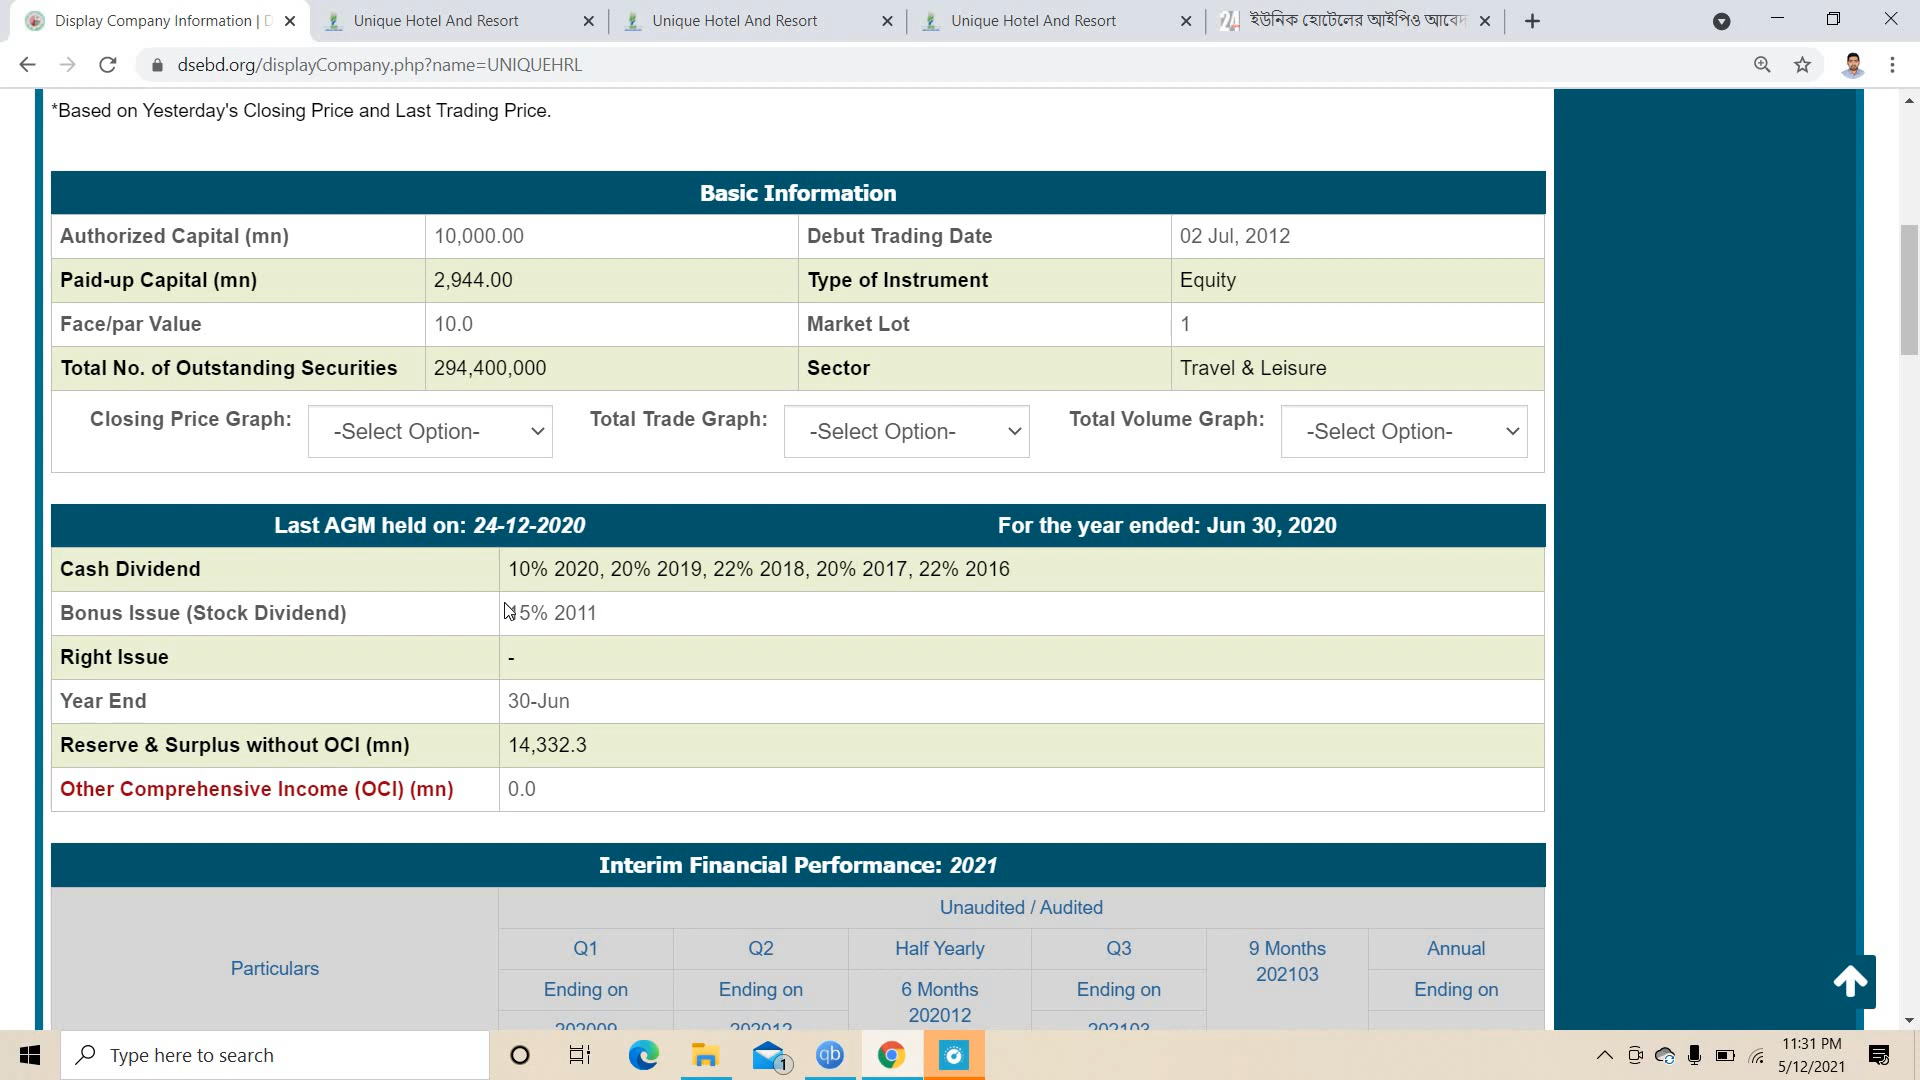 Display Company Information | D
Unique Hotel And Resort
Unique Hotel And Resort
Unique Hotel And Resort
ইউনিক হোটেলের আইপিও আবেদ
dsebd.org/displayCompany.php?name=UNIQUEHRL
*Based on Yesterday's Closing Price and Last Trading Price.
Basic Information
Authorized Capital (mn) 10,000.00 Debut Trading Date 02 Jul, 2012
Paid-up Capital (mn) 2,944.00 Type of Instrument Equity
Face/par Value 10.0 Market Lot 1
Total No. of Outstanding Securities 294,400,000 Sector Travel & Leisure
Closing Price Graph: -Select Option- Total Trade Graph: -Select Option- Total Volume Graph: -Select Option-
Last AGM held on: 24-12-2020 For the year ended: Jun 30, 2020
Cash Dividend 10% 2020, 20% 2019, 22% 2018, 20% 2017, 22% 2016
Bonus Issue (Stock Dividend) 5% 2011
Right Issue -
Year End 30-Jun
Reserve & Surplus without OCI (mn) 14,332.3
Other Comprehensive Income (OCI) (mn) 0.0
Interim Financial Performance: 2021
Unaudited / Audited
Particulars
Q1 Q2 Half Yearly Q3 9 Months Annual
202103
Ending on Ending on 6 Months Ending on Ending on
202012
202009 202012 202103
Type here to search
1
qb
11:31 PM
5/12/2021